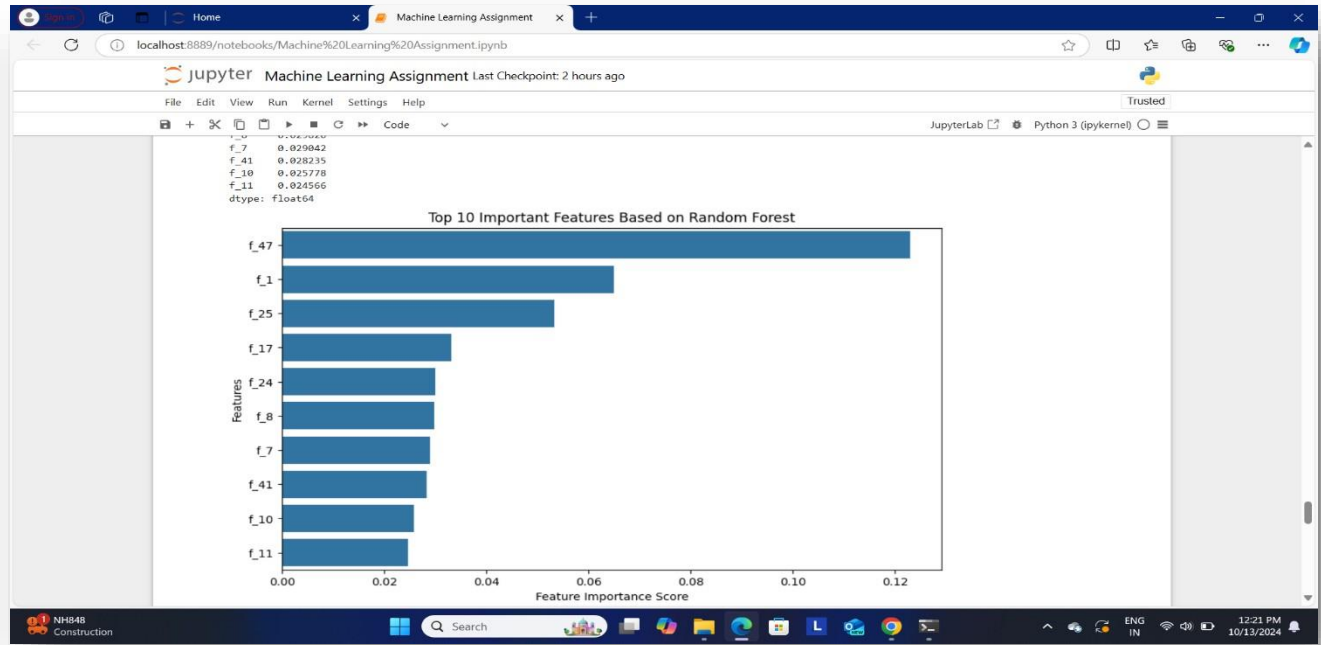 Sign in
Home
Machine Learning Assignment
localhost:8889/notebooks/Machine%20Learning%20Assignment.ipynb
jupyter Machine Learning Assignment Last Checkpoint: 2 hours ago
File Edit View Run Kernel Settings Help
Trusted
Code
JupyterLab
Python 3 (ipykernel)
f_7 0.029042
f_41 0.028235
f_10 0.025778
f_11 0.024566
dtype: float64
Top 10 Important Features Based on Random Forest
f_47
f_1
f_25
f_17
f_24
f_8
f_7
f_41
f_10
f_11
Features
0.00 0.02 0.04 0.06 0.08 0.10 0.12
Feature Importance Score
1
NH848
Construction
Search
L
ENG
IN
12:21 PM
10/13/2024